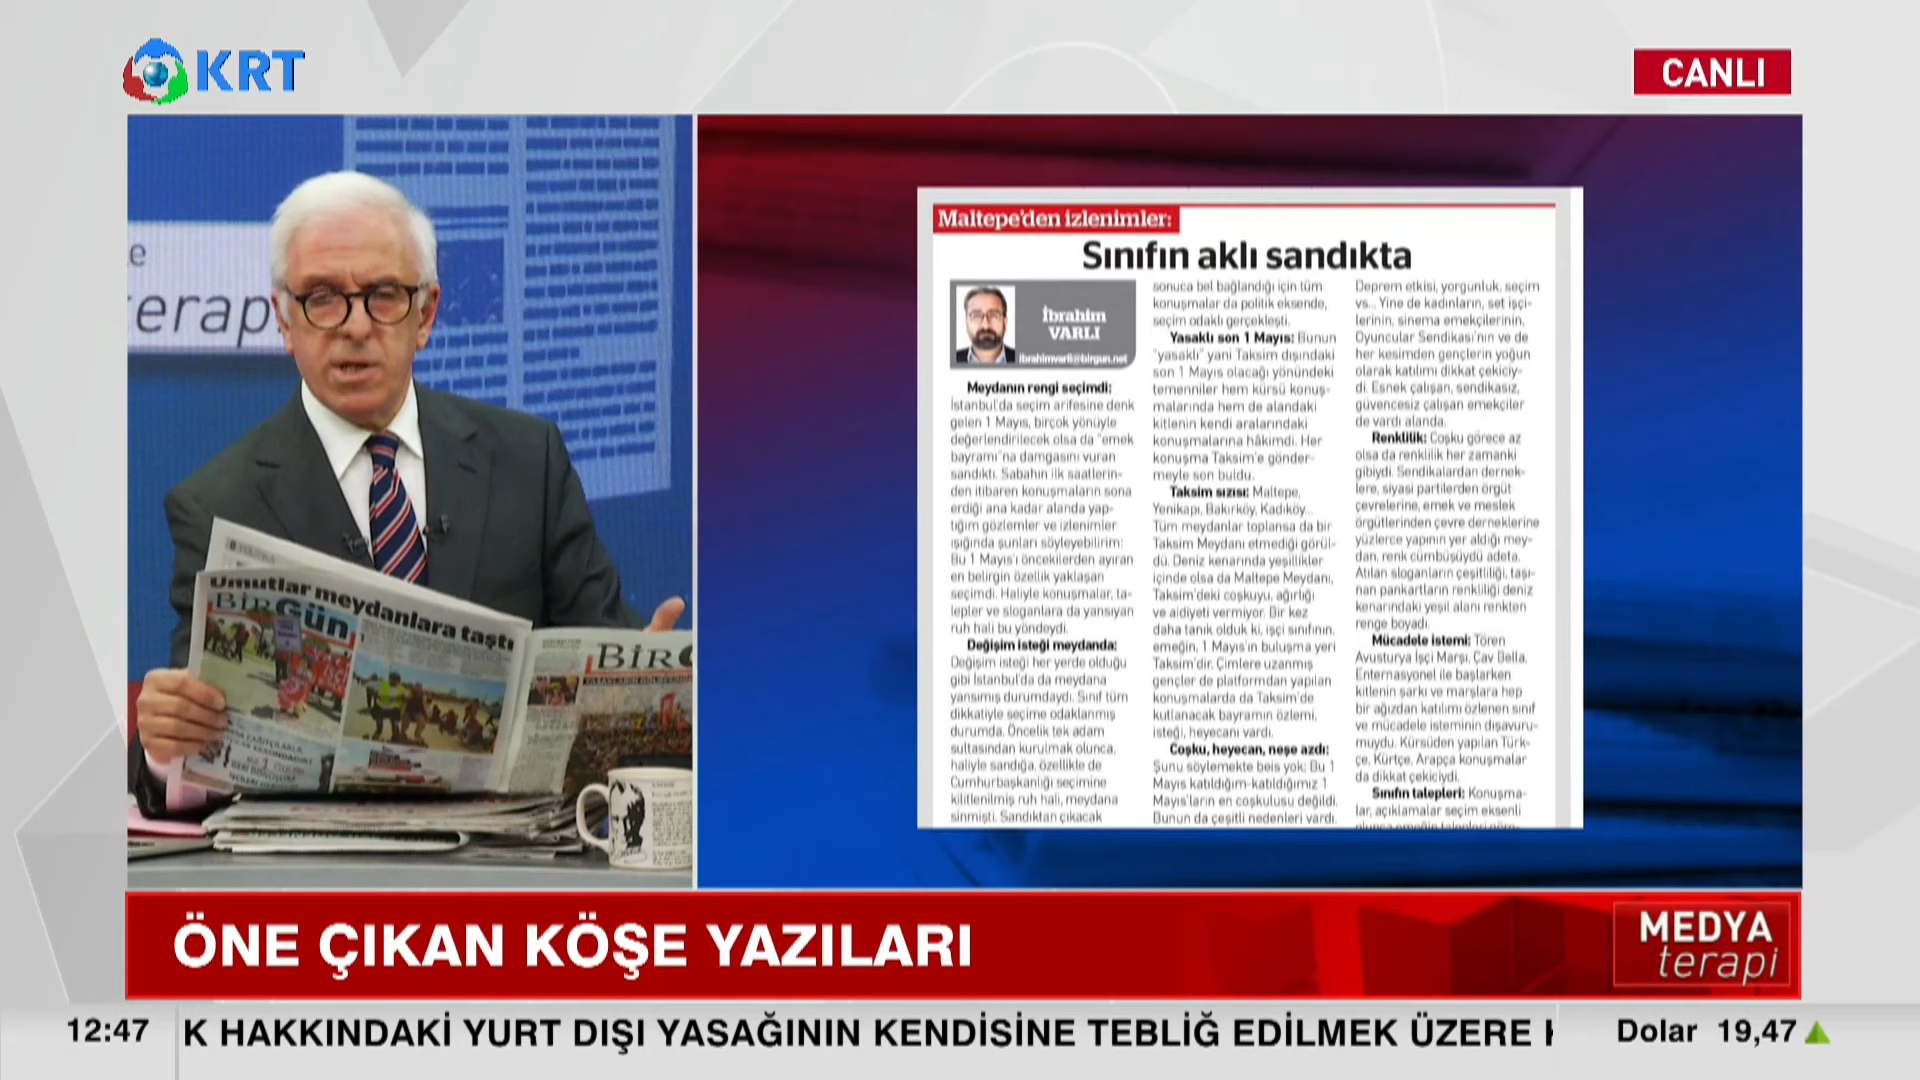 KRT
CANLI
e
terapi
8 POLİTİKA
Umutlar meydanlara taştı
BİRGün
BİRG
Maltepe'den izlenimler:
Sınıfın aklı sandıkta
İbrahim
VARLI
ibrahimvarli@birgun.net
Meydanın rengi seçimdi:
İstanbul'da seçim arifesine denk
gelen 1 Mayıs, birçok yönüyle
değerlendirilecek olsa da "emek
bayramı"na damgasını vuran
sandıktı. Sabahın ilk saatlerin-
den itibaren konuşmaların sona
erdiği ana kadar alanda yap-
tığım gözlemler ve izlenimler
ışığında şunları söyleyebilirim:
Bu 1 Mayıs'ı öncekilerden ayıran
en belirgin özellik yaklaşan
seçimdi. Haliyle konuşmalar, ta-
lepler ve sloganlara da yansıyan
ruh hali bu yöndeydi.
Değişim isteği meydanda:
Değişim isteği her yerde olduğu
gibi İstanbul'da da meydana
yansımış durumdaydı. Sınıf tüm
dikkatiyle seçime odaklanmış
durumda. Öncelik tek adam
sultasından kurulmak olunca,
haliyle sandığa, özellikle de
Cumhurbaşkanlığı seçimine
kilitlenilmiş ruh hali, meydana
sinmişti. Sandıktan çıkacak
sonuca bel bağlandığı için tüm
konuşmalar da politik eksende,
seçim odaklı gerçekleşti.
Yasaklı son 1 Mayıs: Bunun
"yasaklı" yani Taksim dışındaki
son 1 Mayıs olacağı yönündeki
temenniler hem kürsü konuş-
malarında hem de alandaki
kitlenin kendi aralarındaki
konuşmalarına hâkimdi. Her
konuşma Taksim'e gönder-
meyle son buldu.
Taksim sızısı: Maltepe,
Yenikapı, Bakırköy, Kadıköy...
Tüm meydanlar toplansa da bir
Taksim Meydanı etmediği görül-
dü. Deniz kenarında yeşillikler
içinde olsa da Maltepe Meydanı,
Taksim'deki coşkuyu, ağırlığı
ve aidiyeti vermiyor. Bir kez
daha tanık olduk ki, işçi sınıfının,
emeğin, 1 Mayıs'ın buluşma yeri
Taksim'dir. Çimlere uzanmış
gençler de platformdan yapılan
konuşmalarda da Taksim'de
kutlanacak bayramın özlemi,
isteği, heyecanı vardı.
Coşku, heyecan, neşe azdı:
Şunu söylemekte beis yok: Bu 1
Mayıs katıldığım-katıldığımız 1
Mayıs'ların en coşkulusu değildi.
Bunun da çeşitli nedenleri vardı.
Deprem etkisi, yorgunluk, seçim
vs... Yine de kadınların, set işçi-
lerinin, sinema emekçilerinin,
Oyuncular Sendikası'nın ve de
her kesimden gençlerin yoğun
olarak katılımı dikkat çekiciy-
di. Esnek çalışan, sendikasız,
güvencesiz çalışan emekçiler
de vardı alanda.
Renklilik: Coşku görece az
olsa da renklilik her zamanki
gibiydi. Sendikalardan dernek-
lere, siyasi partilerden örgüt
çevrelerine, emek ve meslek
örgütlerinden çevre derneklerine
yüzlerce yapının yer aldığı mey-
dan, renk cümbüşüydü adeta.
Atılan sloganların çeşitliliği, taşı-
nan pankartların renkliliği deniz
kenarındaki yeşil alanı renkten
renge boyadı.
Mücadele istemi: Tören
Avusturya İşçi Marşı, Çav Bella,
Enternasyonel ile başlarken
kitlenin şarkı ve marşlara hep
bir ağızdan katılımı özlenen sınıf
ve mücadele isteminin dışavuru-
muydu. Kürsüden yapılan Türk-
çe, Kürtçe, Arapça konuşmalar
da dikkat çekiciydi.
Sınıfın talepleri: Konuşma-
lar, açıklamalar seçim eksenli
ÖNE ÇIKAN KÖŞE YAZILARI
MEDYA
terapi
12:47
K HAKKINDAKİ YURT DIŞI YASAĞININ KENDİSİNE TEBLİĞ EDİLMEK ÜZERE
Dolar 19,47